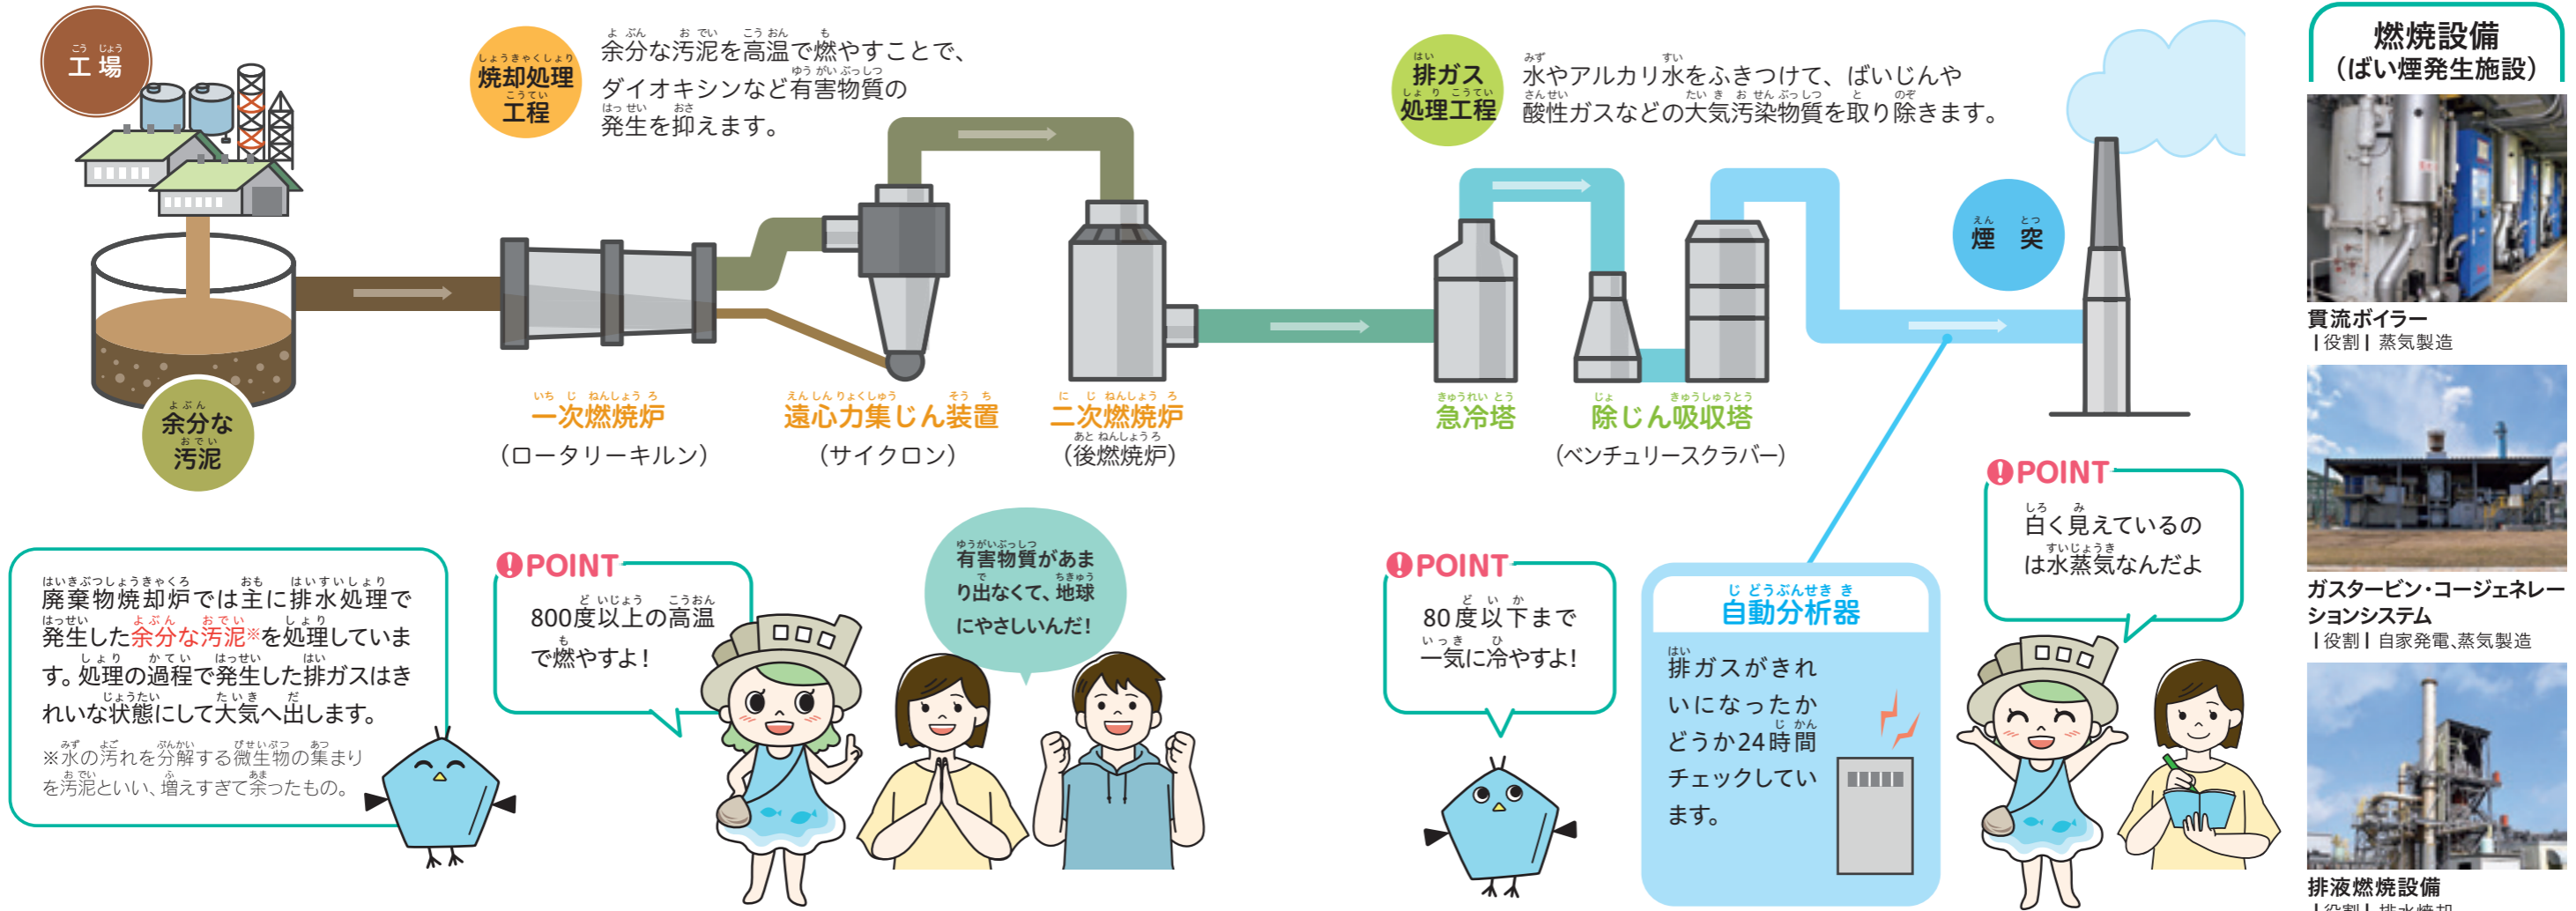 工場
余分な
汚泥
焼却処理
工程
余分な汚泥を高温で燃やすことで、
ダイオキシンなど有害物質の
発生を抑えます。
一次燃焼炉
（ロータリーキルン）
遠心力集じん装置
（サイクロン）
二次燃焼炉
（後燃焼炉）
排ガス
処理工程
水やアルカリ水をふきつけて、ばいじんや
酸性ガスなどの大気汚染物質を取り除きます。
急冷塔
除じん吸収塔
（ベンチュリースクラバー）
煙突
廃棄物焼却炉では主に排水処理で
発生した余分な汚泥※を処理していま
す。処理の過程で発生した排ガスはき
れいな状態にして大気へ出します。
※水の汚れを分解する微生物の集まり
を汚泥といい、増えすぎて余ったもの。
POINT
800度以上の高温
で燃やすよ！
有害物質があま
り出なくて、地球
にやさしいんだ！
POINT
80度以下まで
一気に冷やすよ！
自動分析器
排ガスがきれ
いになったか
どうか24時間
チェックしてい
ます。
POINT
白く見えているの
は水蒸気なんだよ
燃焼設備
（ばい煙発生施設）
貫流ボイラー
|役割| 蒸気製造
ガスタービン・コージェネレー
ションシステム
|役割| 自家発電、蒸気製造
排液燃焼設備
|役割| 排水焼却